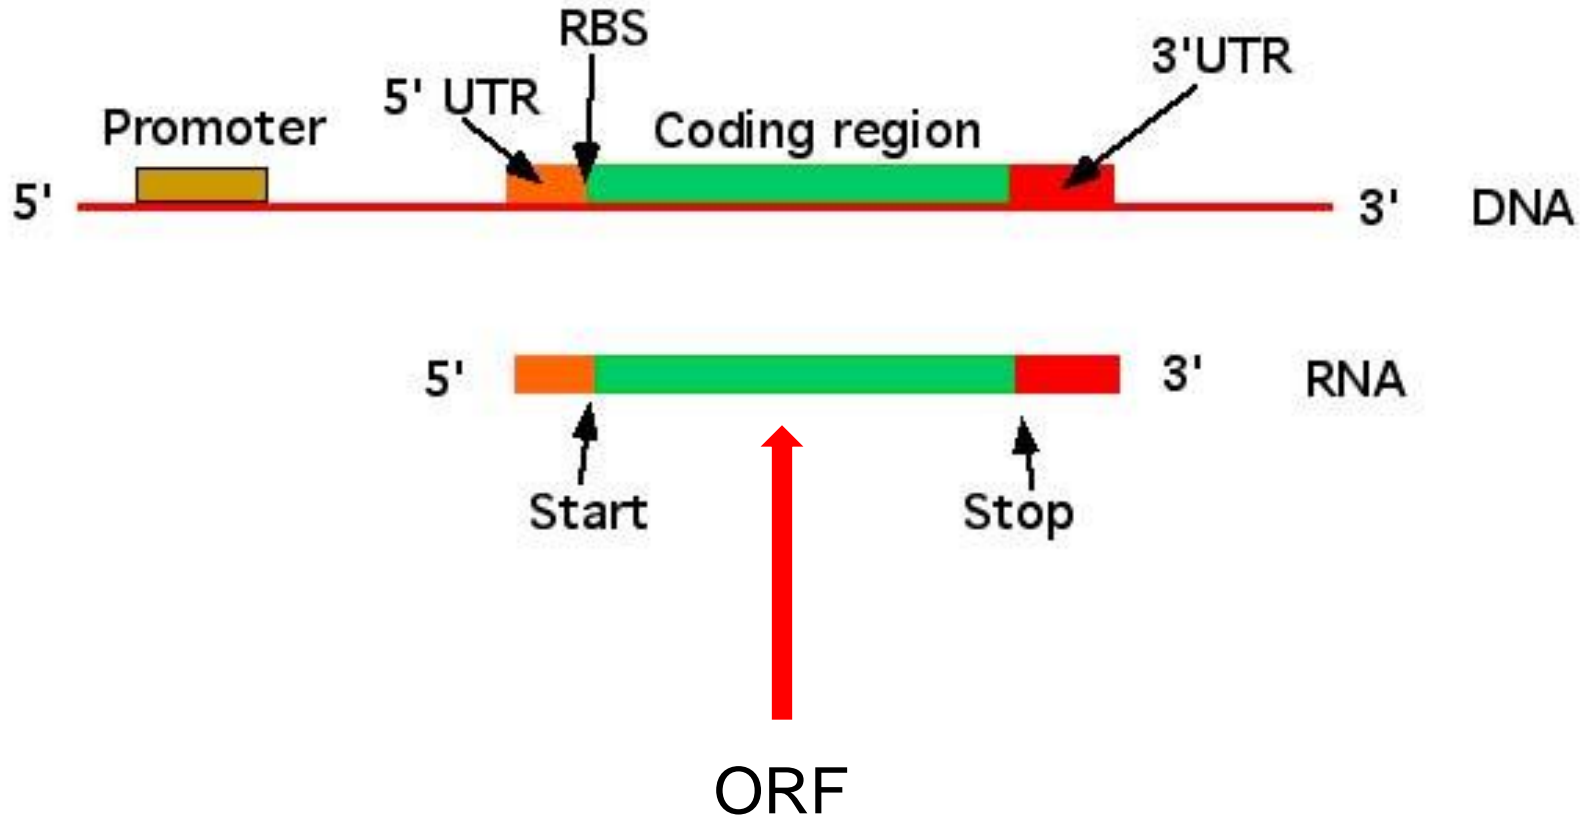 RBS
3'UTR
5' UTR
Promoter
Coding region
5'
3'
DNA
5'
3'
RNA
Start
Stop
ORF